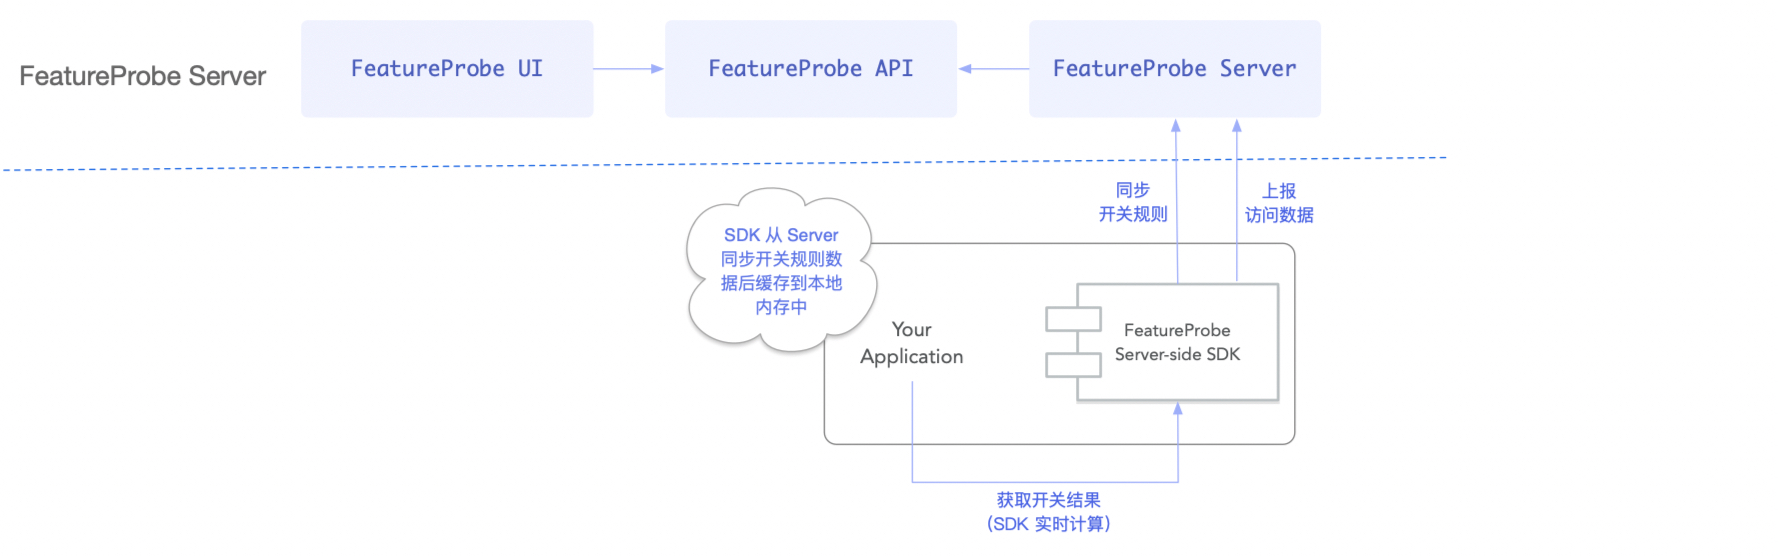 FeatureProbe Server
FeatureProbe UI
FeatureProbe API
FeatureProbe Server
同步
开关规则
上报
访问数据
SDK 从 Server
同步开关规则数
据后缓存到本地
内存中
Your
Application
FeatureProbe
Server-side SDK
获取开关结果
（SDK 实时计算）